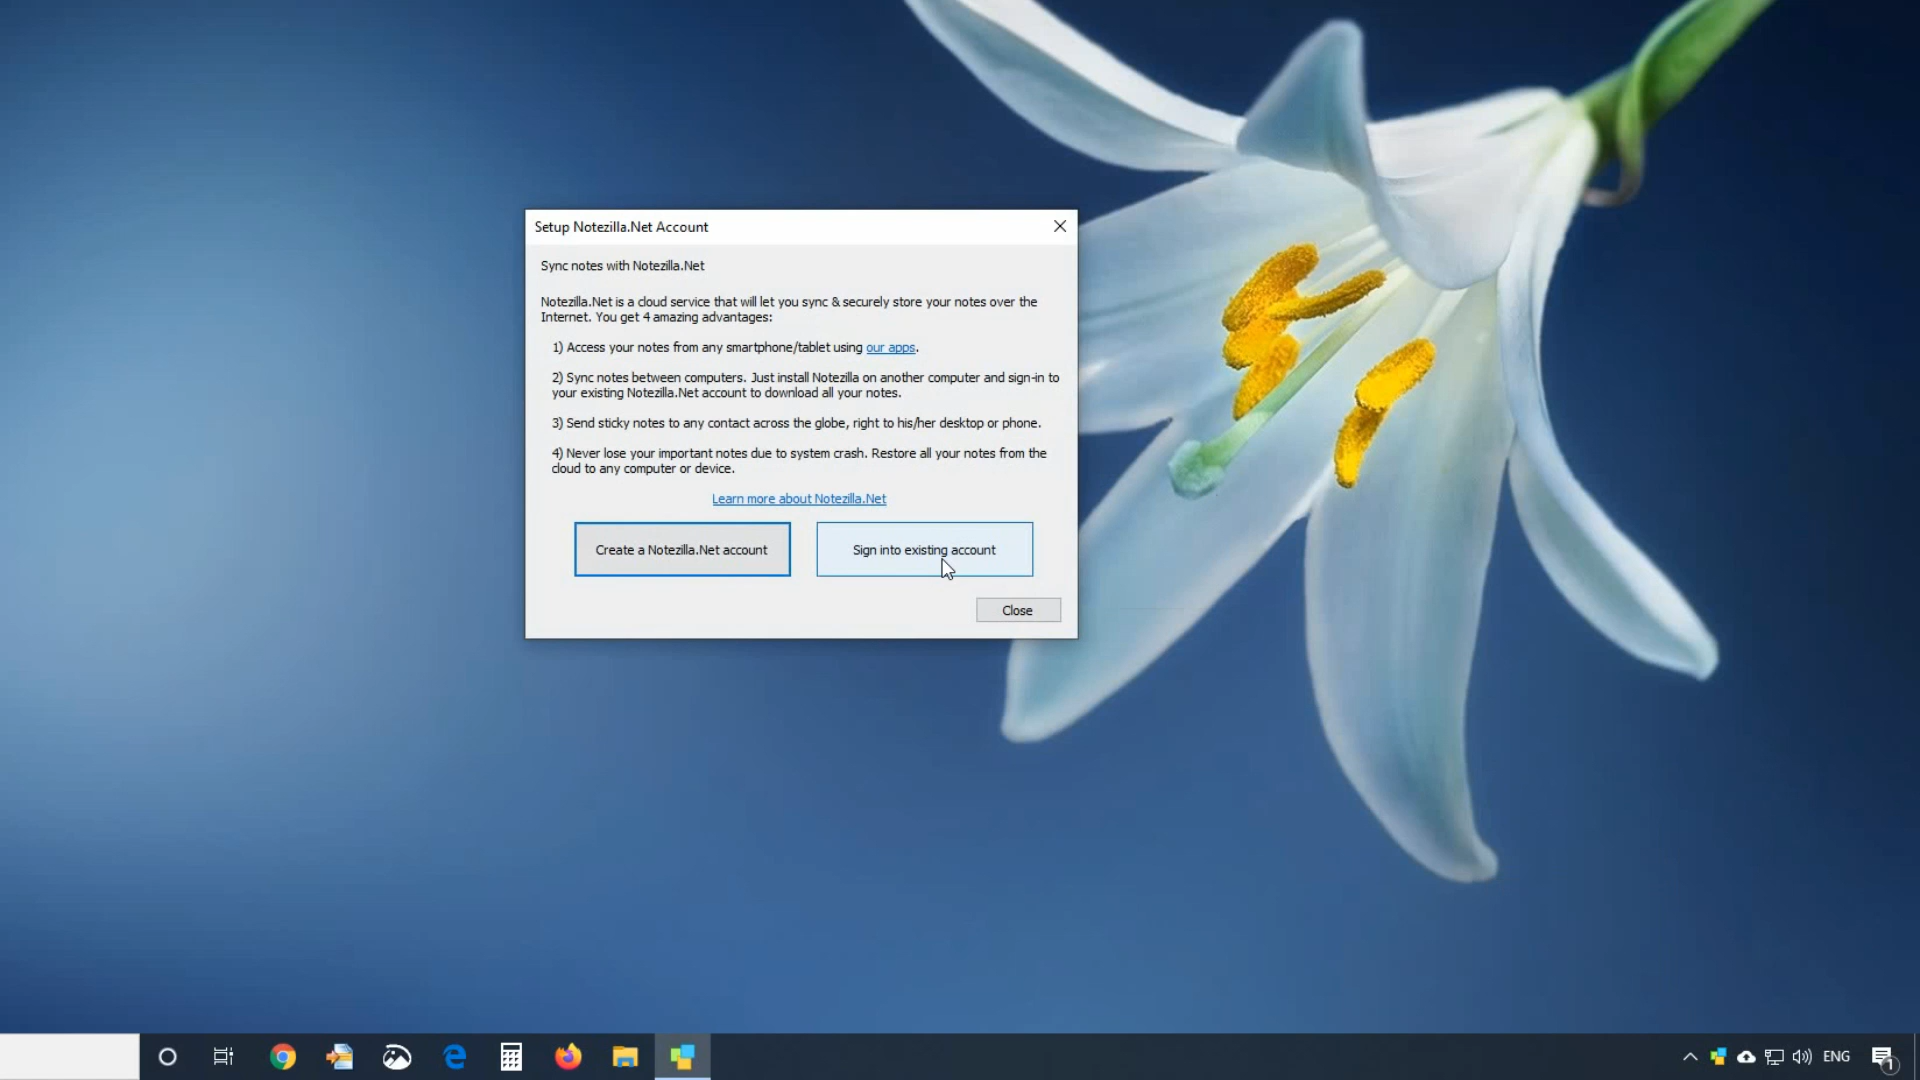 Setup Notezilla.Net Account
Sync notes with Notezilla.Net
Notezilla.Net is a cloud service that will let you sync & securely store your notes over the
Internet. You get 4 amazing advantages:
1) Access your notes from any smartphone/tablet using our apps.
2) Sync notes between computers. Just install Notezilla on another computer and sign-in to
your existing Notezilla.Net account to download all your notes.
3) Send sticky notes to any contact across the globe, right to his/her desktop or phone.
4) Never lose your important notes due to system crash. Restore all your notes from the
cloud to any computer or device.
Learn more about Notezilla.Net
Create a Notezilla.Net account
Sign into existing account
Close
ENG
1